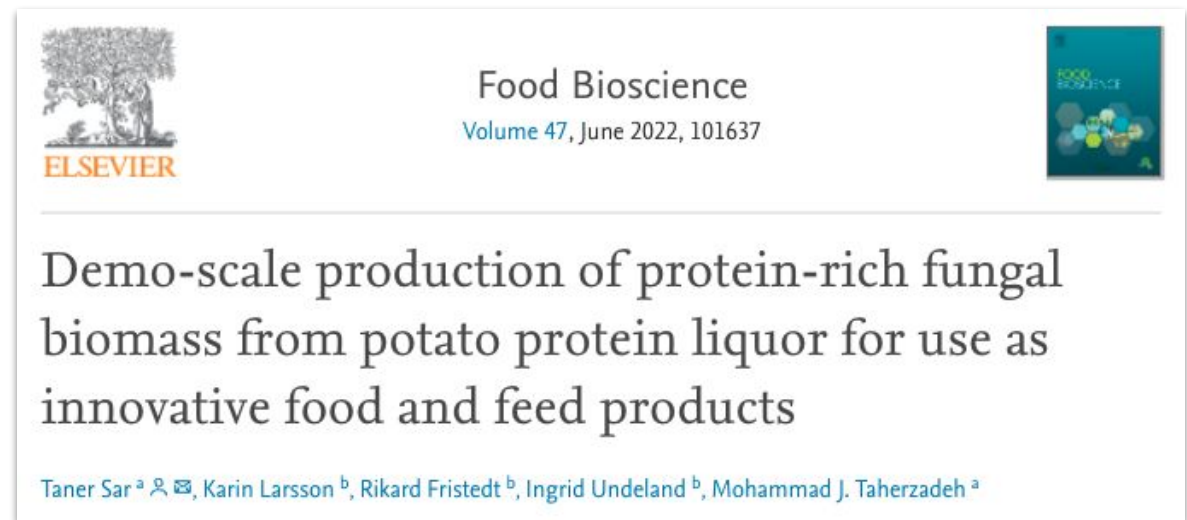 Food Bioscience
Volume 47, June 2022, 101637
ELSEVIER
FOOD
BIOSCIENCE
Demo-scale production of protein-rich fungal
biomass from potato protein liquor for use as
innovative food and feed products
Taner Sar a, Karin Larsson b, Rikard Fristedt b, Ingrid Undeland b, Mohammad J. Taherzadeh a